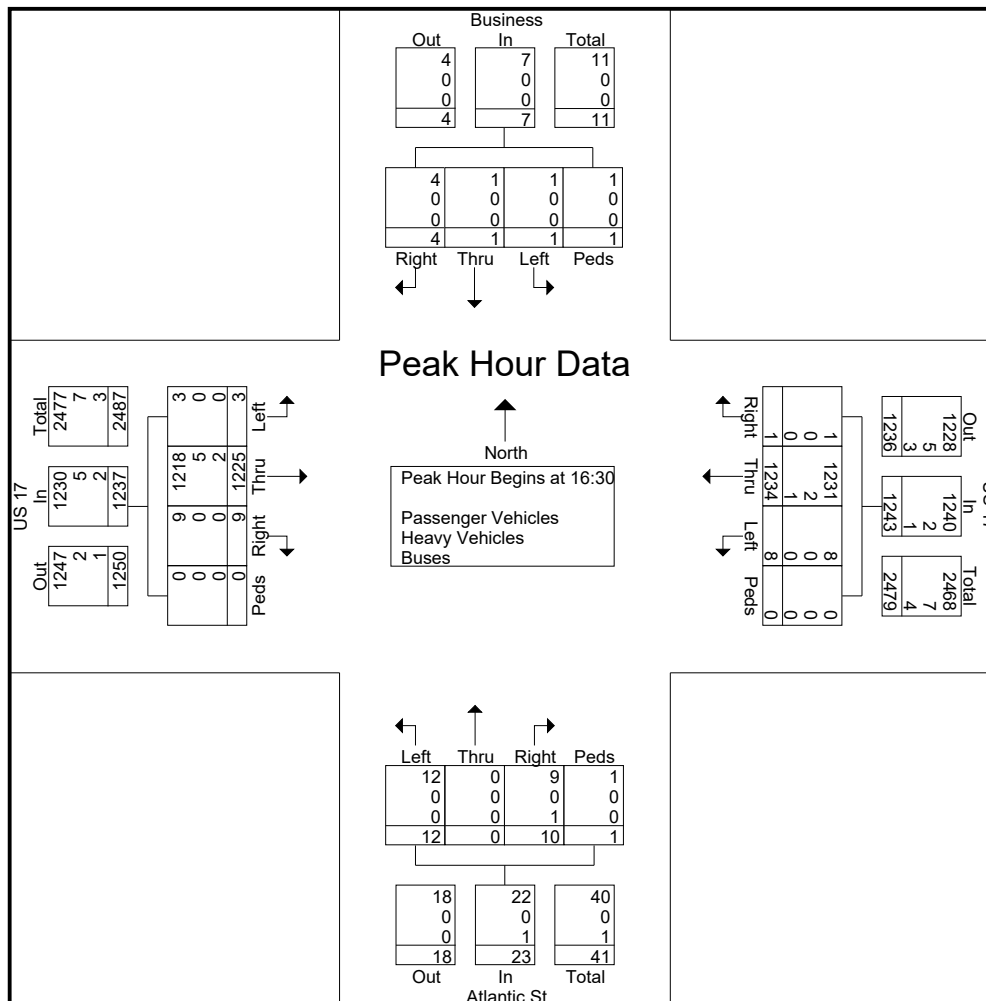 Business
Out In Total
4 7 11
0 0 0
0 0 0
4 7 11
4 1 1 1
0 0 0 0
0 0 0 0
4 1 1 1
Right Thru Left Peds
Peak Hour Data
North
Peak Hour Begins at 16:30
Passenger Vehicles
Heavy Vehicles
Buses
US 17
Total In Out
2477 1230 1247
7 5 2
3 2 1
2487 1237 1250
3 1218 9 0
0 5 0 0
0 2 0 0
3 1225 9 0
Left Thru Right Peds
Right Thru Left Peds
1 1231 8 0
0 2 0 0
0 1 0 0
1 1234 8 0
Out In Total
1228 1240 2468
5 2 7
3 1 4
1236 1243 2479
Left Thru Right Peds
12 0 9 1
0 0 0 0
0 0 1 0
12 0 10 1
18 22 40
0 0 0
0 1 1
18 23 41
Out In Total
Atlantic St